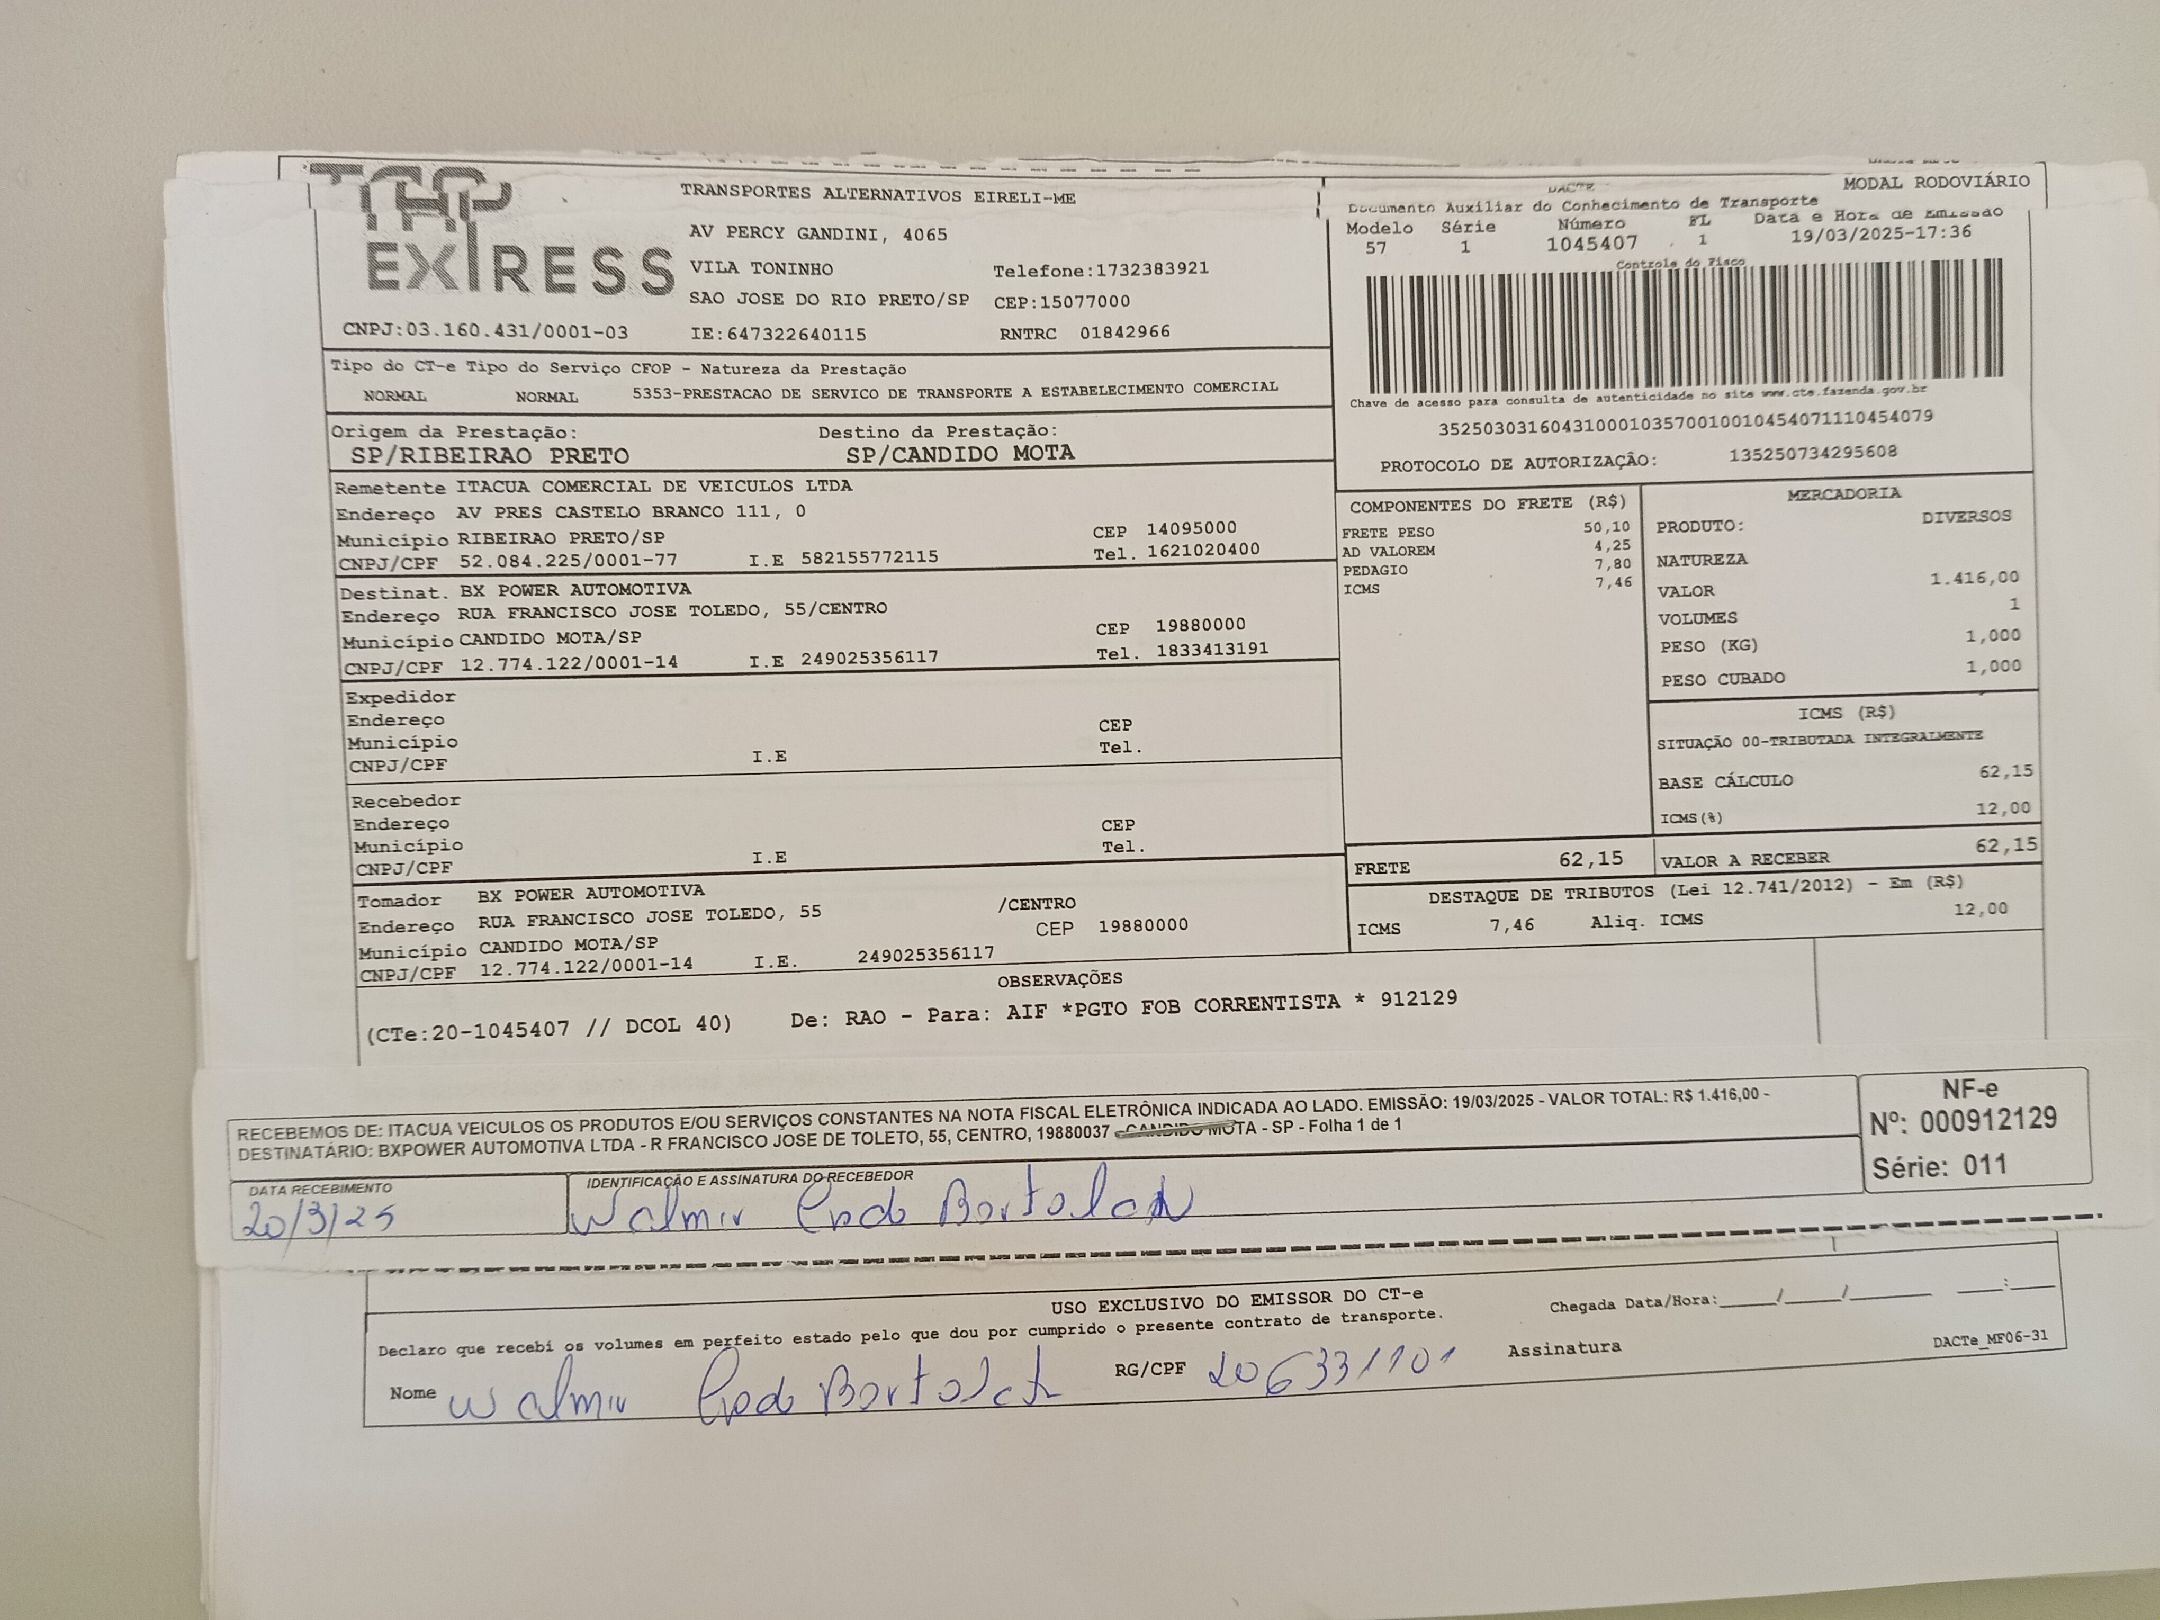 TRANSPORTES ALTERNATIVOS EIRELI-ME
EXPRESS
AV PERCY GANDINI, 4065
VILA TONINHO Telefone:1732383921
SAO JOSE DO RIO PRETO/SP CEP:15077000
CNPJ:03.160.431/0001-03 IE:647322640115 RNTRC 01842966
DACTE MODAL RODOVIÁRIO
Documento Auxiliar do Conhecimento de Transporte
Modelo Série Número FL Data e Hora de Emissão
57 1 1045407 1 19/03/2025-17:36
Controle do Fisco
Chave de acesso para consulta de autenticidade no site www.cte.fazenda.gov.br
35250303160431000103570010010454071110454079
PROTOCOLO DE AUTORIZAÇÃO: 135250734295608
Tipo do CT-e Tipo do Serviço CFOP - Natureza da Prestação
NORMAL NORMAL 5353-PRESTACAO DE SERVICO DE TRANSPORTE A ESTABELECIMENTO COMERCIAL
Origem da Prestação: Destino da Prestação:
SP/RIBEIRAO PRETO SP/CANDIDO MOTA
Remetente ITACUA COMERCIAL DE VEICULOS LTDA
Endereço AV PRES CASTELO BRANCO 111, 0
Município RIBEIRAO PRETO/SP CEP 14095000
CNPJ/CPF 52.084.225/0001-77 I.E 582155772115 Tel. 1621020400
Destinat. BX POWER AUTOMOTIVA
Endereço RUA FRANCISCO JOSE TOLEDO, 55/CENTRO
Município CANDIDO MOTA/SP CEP 19880000
CNPJ/CPF 12.774.122/0001-14 I.E 249025356117 Tel. 1833413191
Expedidor
Endereço
Município CEP
CNPJ/CPF I.E Tel.
Recebedor
Endereço
Município CEP
CNPJ/CPF I.E Tel.
Tomador BX POWER AUTOMOTIVA
Endereço RUA FRANCISCO JOSE TOLEDO, 55 /CENTRO
Município CANDIDO MOTA/SP CEP 19880000
CNPJ/CPF 12.774.122/0001-14 I.E. 249025356117
COMPONENTES DO FRETE (R$)
FRETE PESO 50,10
AD VALOREM 4,25
PEDAGIO 7,80
ICMS 7,46
MERCADORIA
PRODUTO: DIVERSOS
NATUREZA
VALOR 1.416,00
VOLUMES 1
PESO (KG) 1,000
PESO CUBADO 1,000
ICMS (R$)
SITUAÇÃO 00-TRIBUTADA INTEGRALMENTE
BASE CÁLCULO 62,15
ICMS(%) 12,00
FRETE 62,15 VALOR A RECEBER 62,15
DESTAQUE DE TRIBUTOS (Lei 12.741/2012) - Em (R$)
ICMS 7,46 Aliq. ICMS 12,00
OBSERVAÇÕES
(CTe:20-1045407 // DCOL 40) De: RAO - Para: AIF *PGTO FOB CORRENTISTA * 912129
RECEBEMOS DE: ITACUA VEICULOS OS PRODUTOS E/OU SERVIÇOS CONSTANTES NA NOTA FISCAL ELETRÔNICA INDICADA AO LADO. EMISSÃO: 19/03/2025 - VALOR TOTAL: R$ 1.416,00 -
DESTINATÁRIO: BXPOWER AUTOMOTIVA LTDA - R FRANCISCO JOSE DE TOLETO, 55, CENTRO, 19880037 - CANDIDO MOTA - SP - Folha 1 de 1
NF-e
Nº: 000912129
Série: 011
DATA RECEBIMENTO IDENTIFICAÇÃO E ASSINATURA DO RECEBEDOR
20/3/25 Walmir
USO EXCLUSIVO DO EMISSOR DO CT-e
Declaro que recebi os volumes em perfeito estado pelo que dou por cumprido o presente contrato de transporte.
Chegada Data/Hora:_____/_____/________ ____:____
Nome Walmir RG/CPF 206331101 Assinatura
DACTe_MF06-31